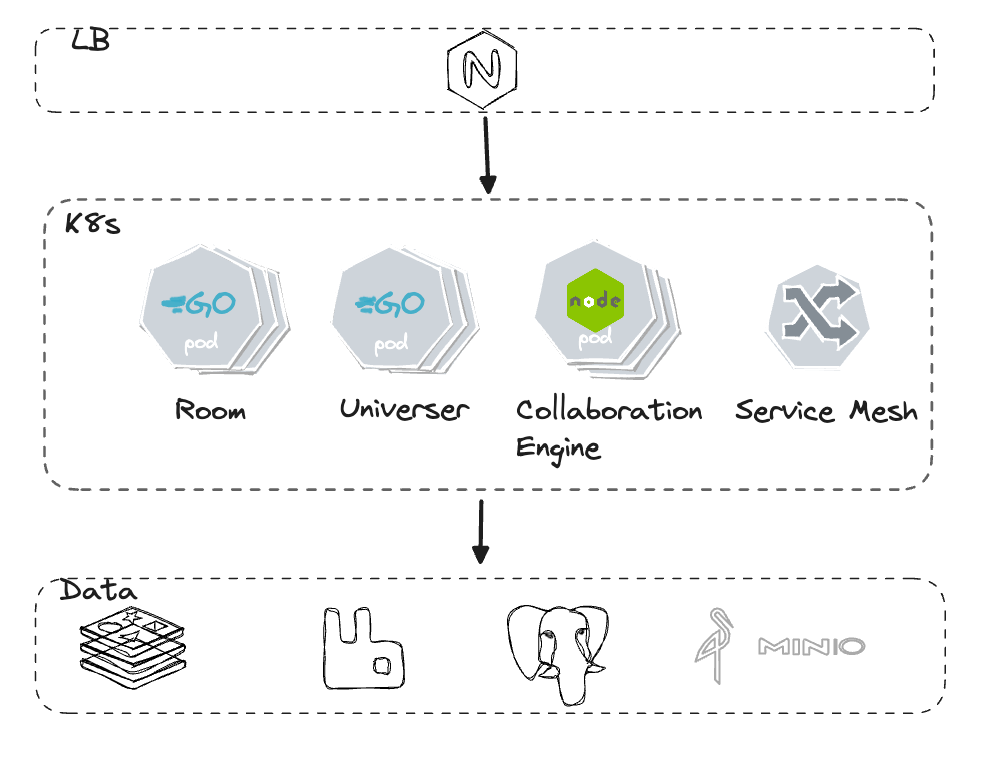 LB
N
K8s
GO
pod
GO
pod
node
pod
Room
Universer
Collaboration
Engine
Service Mesh
Data
MINIO